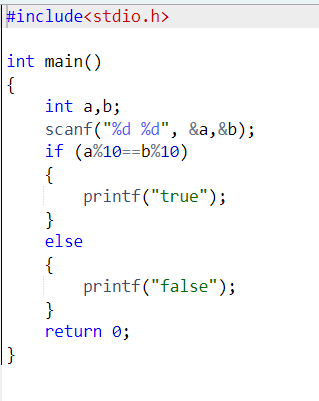 #include<stdio.h>
int main()
{
int a,b;
scanf("%d %d", &a,&b);
if (a%10==b%10)
{
printf("true");
}
else
{
printf("false");
}
return 0;
}